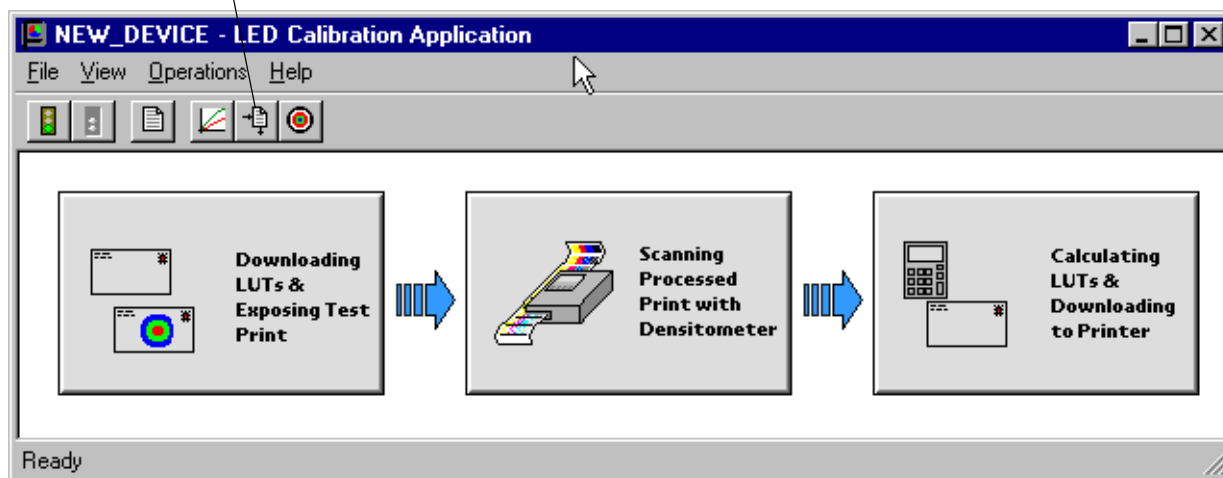 NEW_DEVICE - LED Calibration Application
File View Operations Help
Downloading
LUTs &
Exposing Test
Print
Scanning
Processed
Print with
Densitometer
Calculating
LUTs &
Downloading
to Printer
Ready